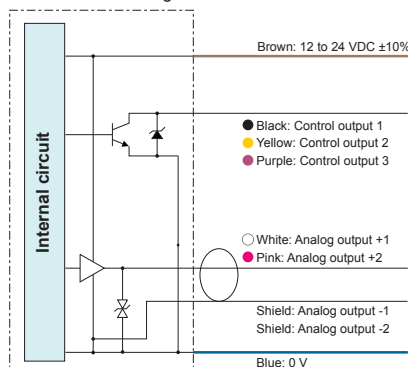 Brown: 12 to 24 VDC ±10%
Internal circuit
Black: Control output 1
Yellow: Control output 2
Purple: Control output 3
White: Analog output +1
Pink: Analog output +2
Shield: Analog output -1
Shield: Analog output -2
Blue: 0 V